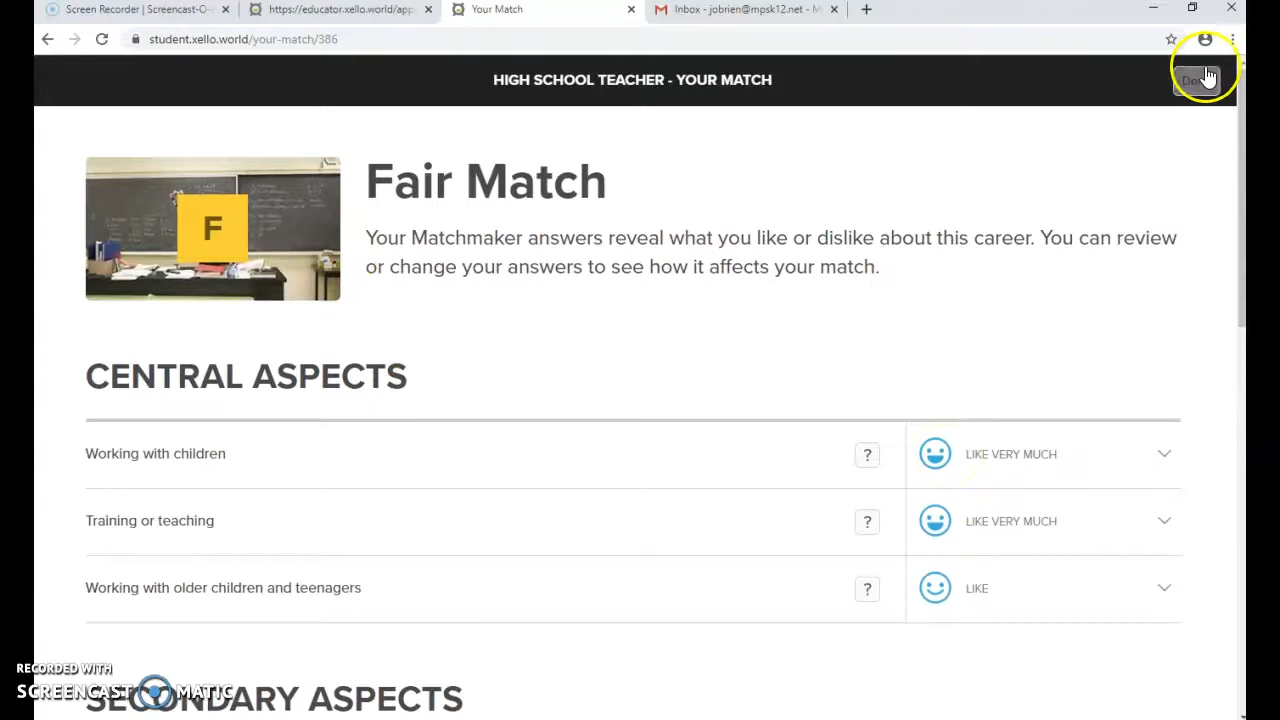 Screen Recorder | Screencast-O-
https://educator.xello.world/app
Your Match
Inbox - jobrien@mpsk12.net - M
student.xello.world/your-match/386
HIGH SCHOOL TEACHER - YOUR MATCH
F
Fair Match
Your Matchmaker answers reveal what you like or dislike about this career. You can review
or change your answers to see how it affects your match.
CENTRAL ASPECTS
Working with children ? LIKE VERY MUCH
Training or teaching ? LIKE VERY MUCH
Working with older children and teenagers ? LIKE
SECONDARY ASPECTS
RECORDED WITH
SCREENCAST MATIC